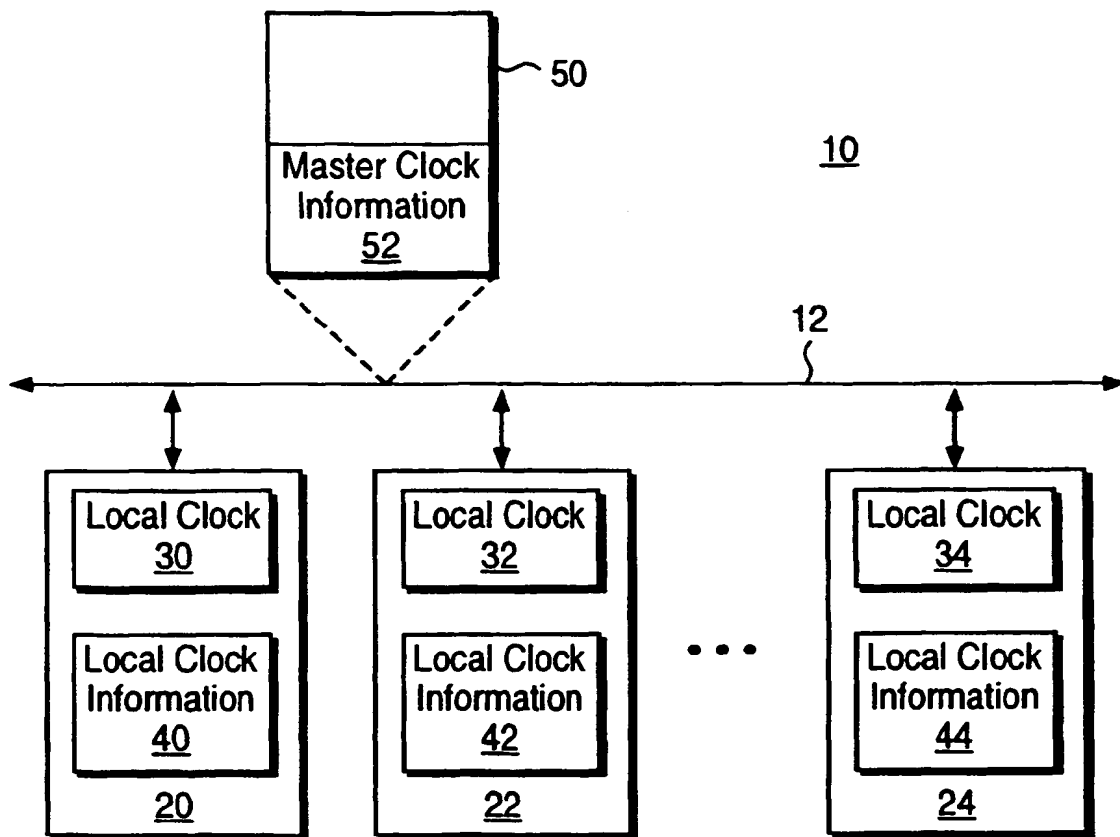 50
10
Master Clock
Information
52
12
Local Clock
30
Local Clock
Information
40
20
Local Clock
32
Local Clock
Information
42
22
Local Clock
34
Local Clock
Information
44
24